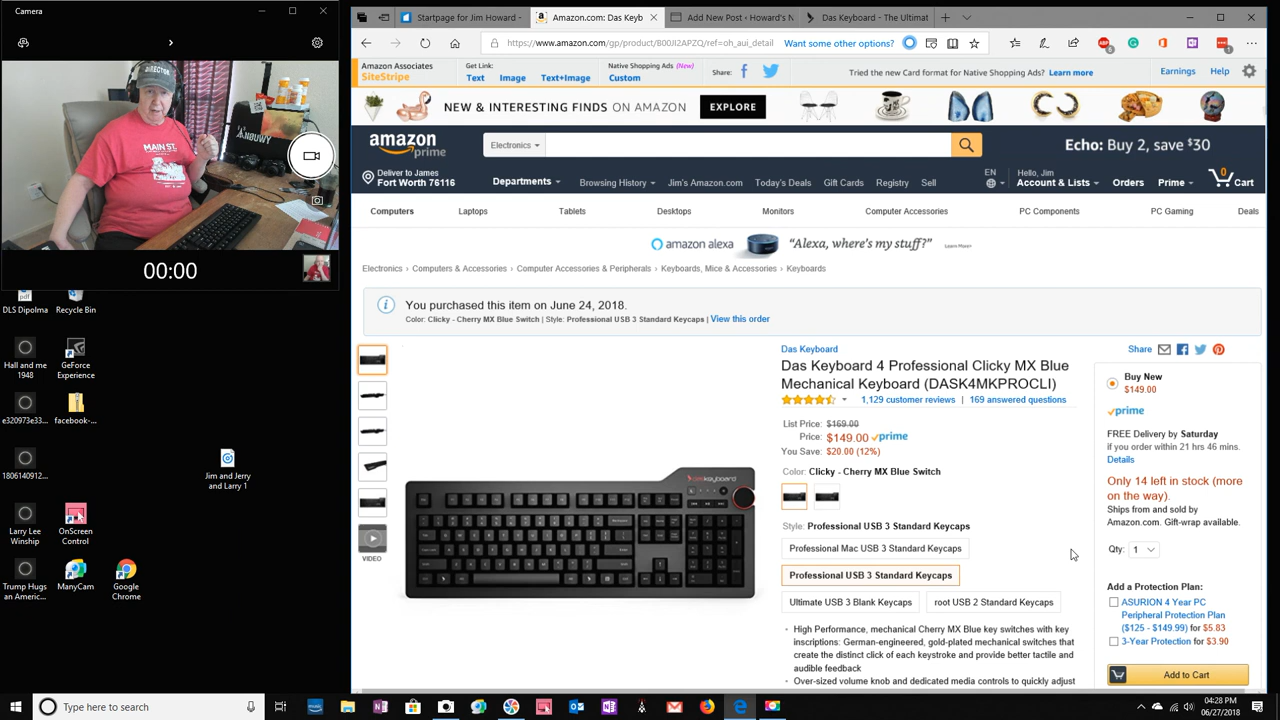 Camera
00:00
DIRECTOR
MAIN ST.
DLS Dipolma
Recycle Bin
Hall and me
1948
GeForce
Experience
e320973e33...
facebook-...
1806140912...
Jim and Jerry
and Larry 1
Larry Lee
Winship
OnScreen
Control
Trump Hugs
an Americ...
ManyCam
Google
Chrome
Startpage for Jim Howard -
Amazon.com: Das Keyb
Add New Post ‹ Howard's N
Das Keyboard - The Ultimat
https://www.amazon.com/gp/product/B00JI2APZQ/ref=oh_aui_detail
Want some other options?
Amazon Associates
SiteStripe
Get Link:
Text
Image
Text+Image
Native Shopping Ads (New)
Custom
Share:
Tried the new Card format for Native Shopping Ads? Learn more
Earnings
Help
NEW & INTERESTING FINDS ON AMAZON
EXPLORE
amazon
prime
Electronics
Echo: Buy 2, save $30
Deliver to James
Fort Worth 76116
Departments
Browsing History
Jim's Amazon.com
Today's Deals
Gift Cards
Registry
Sell
EN
Hello, Jim
Account & Lists
Orders
Prime
0
Cart
Computers
Laptops
Tablets
Desktops
Monitors
Computer Accessories
PC Components
PC Gaming
Deals
amazon alexa
“Alexa, where's my stuff?”
Learn More›
Electronics › Computers & Accessories › Computer Accessories & Peripherals › Keyboards, Mice & Accessories › Keyboards
You purchased this item on June 24, 2018.
Color: Clicky - Cherry MX Blue Switch | Style: Professional USB 3 Standard Keycaps | View this order
VIDEO
daskeyboard
Das Keyboard
Das Keyboard 4 Professional Clicky MX Blue
Mechanical Keyboard (DASK4MKPROCLI)
1,129 customer reviews | 169 answered questions
List Price: $169.00
Price: $149.00 prime
You Save: $20.00 (12%)
Color: Clicky - Cherry MX Blue Switch
Style: Professional USB 3 Standard Keycaps
Professional Mac USB 3 Standard Keycaps
Professional USB 3 Standard Keycaps
Ultimate USB 3 Blank Keycaps
root USB 2 Standard Keycaps
High Performance, mechanical Cherry MX Blue key switches with key
inscriptions: German-engineered, gold-plated mechanical switches that
create the distinct click of each keystroke and provide better tactile and
audible feedback
Over-sized volume knob and dedicated media controls to quickly adjust
Share
Buy New
$149.00
prime
FREE Delivery by Saturday
if you order within 21 hrs 46 mins.
Details
Only 14 left in stock (more
on the way).
Ships from and sold by
Amazon.com. Gift-wrap available.
Qty: 1
Add a Protection Plan:
ASURION 4 Year PC
Peripheral Protection Plan
($125 - $149.99) for $5.83
3-Year Protection for $3.90
Add to Cart
Type here to search
music
04:28 PM
06/27/2018